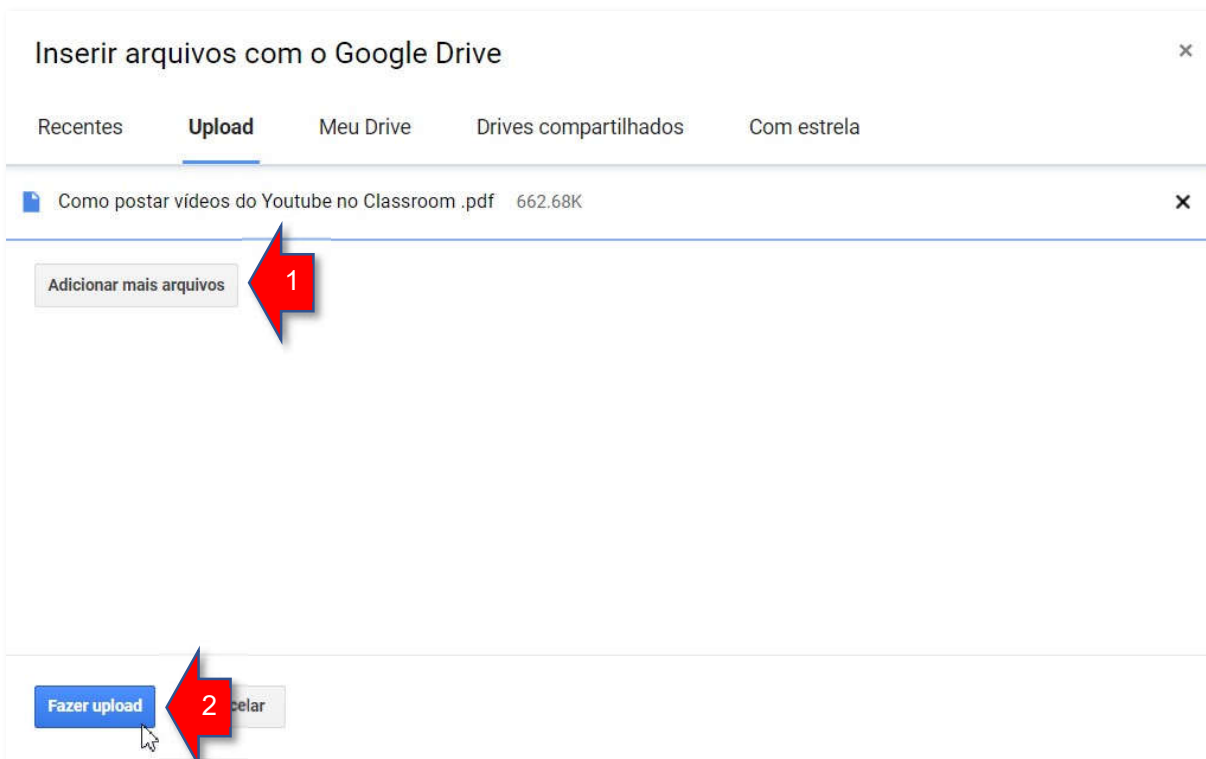 Inserir arquivos com o Google Drive ×
Recentes Upload Meu Drive Drives compartilhados Com estrela
Como postar vídeos do Youtube no Classroom .pdf 662.68K ×
Adicionar mais arquivos 1
Fazer upload 2 celar